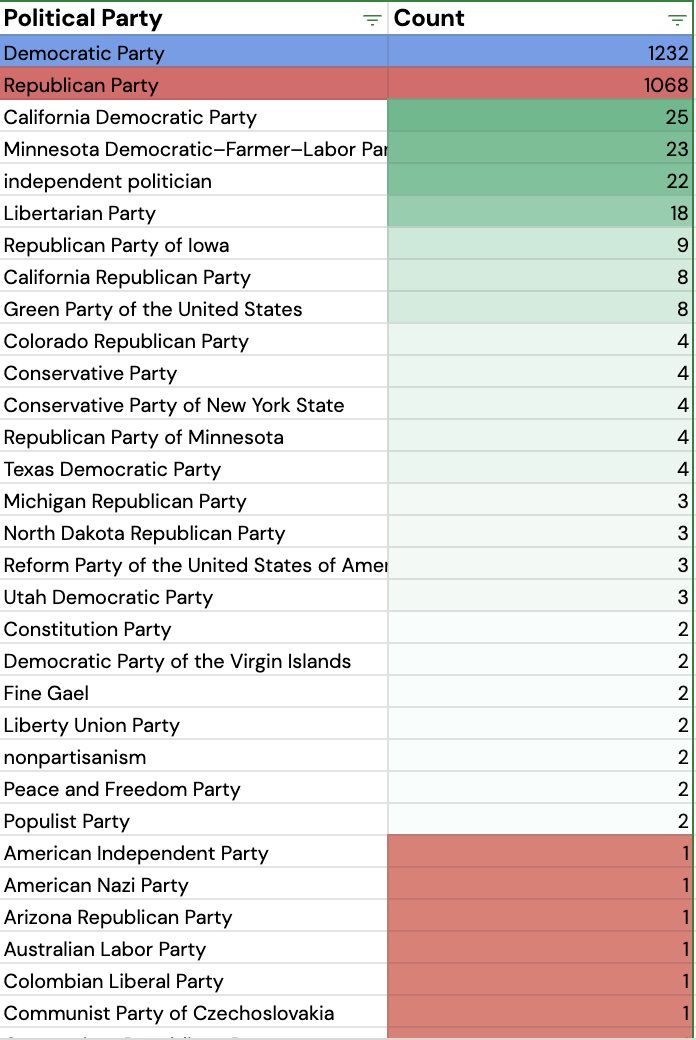 Political Party Count
Democratic Party 1232
Republican Party 1068
California Democratic Party 25
Minnesota Democratic–Farmer–Labor Par 23
independent politician 22
Libertarian Party 18
Republican Party of Iowa 9
California Republican Party 8
Green Party of the United States 8
Colorado Republican Party 4
Conservative Party 4
Conservative Party of New York State 4
Republican Party of Minnesota 4
Texas Democratic Party 4
Michigan Republican Party 3
North Dakota Republican Party 3
Reform Party of the United States of Amer 3
Utah Democratic Party 3
Constitution Party 2
Democratic Party of the Virgin Islands 2
Fine Gael 2
Liberty Union Party 2
nonpartisanism 2
Peace and Freedom Party 2
Populist Party 2
American Independent Party 1
American Nazi Party 1
Arizona Republican Party 1
Australian Labor Party 1
Colombian Liberal Party 1
Communist Party of Czechoslovakia 1